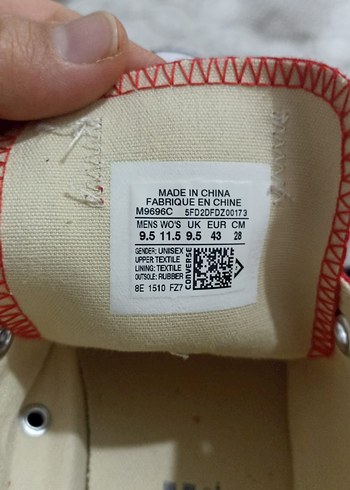 MADE IN CHINA
FABRIQUE EN CHINE
M9696C 5FD2DFDZ00173
MENS WO'S UK EUR CM
9.5 11.5 9.5 43 28
GENDER: UNISEX
UPPER:TEXTILE
LINING: TEXTILE
OUTSOLE: RUBBER
8E 1510 FZ7
CONVERSE